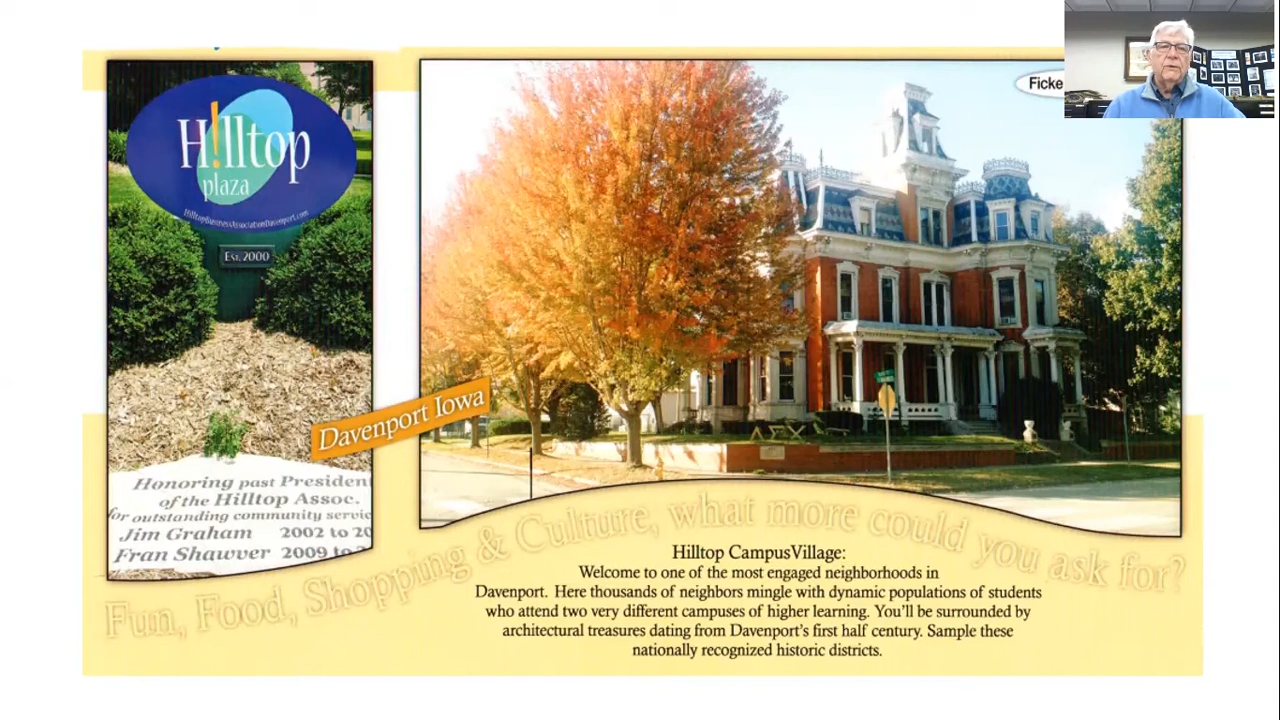 H!lltop
plaza
HilltopBusinessAssociationDavenport.com
Est. 2000
Honoring past Presiden
of the Hilltop Assoc.
for outstanding community servic
Jim Graham 2002 to 20
Fran Shawver 2009 to
Davenport Iowa
Ficke
Fun, Food, Shopping & Culture, what more could you ask for?
Hilltop CampusVillage:
Welcome to one of the most engaged neighborhoods in
Davenport. Here thousands of neighbors mingle with dynamic populations of students
who attend two very different campuses of higher learning. You'll be surrounded by
architectural treasures dating from Davenport's first half century. Sample these
nationally recognized historic districts.